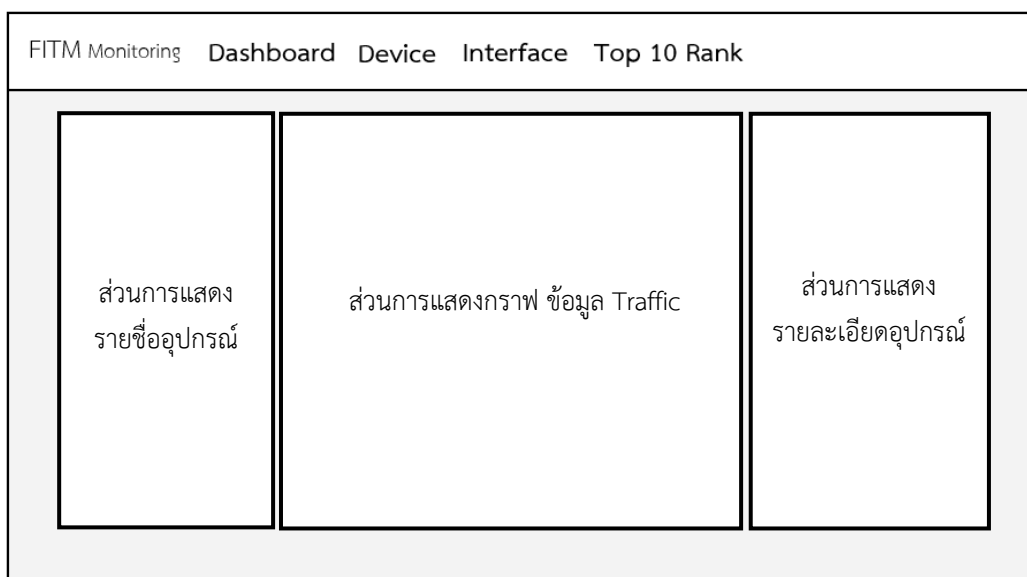 FITM Monitoring Dashboard Device Interface Top 10 Rank
ส่วนการแสดง
รายชื่ออุปกรณ์
ส่วนการแสดงกราฟ ข้อมูล Traffic
ส่วนการแสดง
รายละเอียดอุปกรณ์